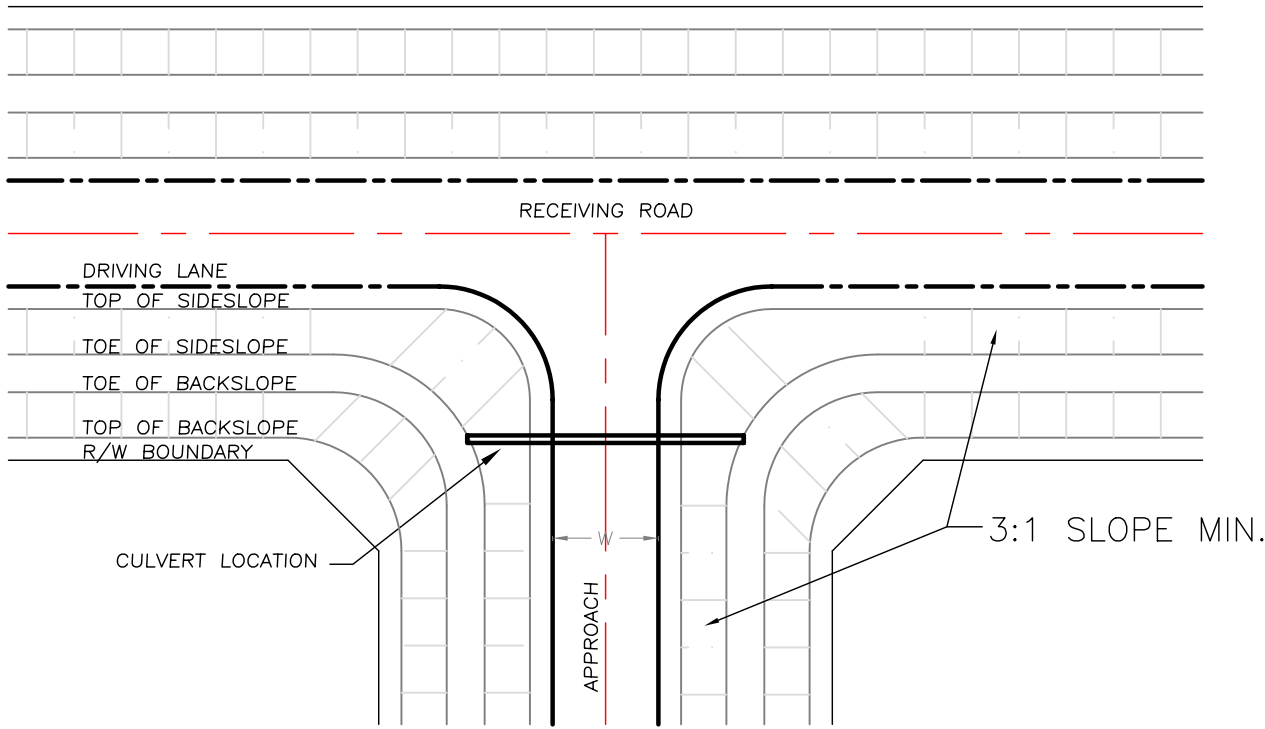 RECEIVING ROAD
DRIVING LANE
TOP OF SIDESLOPE
TOE OF SIDESLOPE
TOE OF BACKSLOPE
TOP OF BACKSLOPE
R/W BOUNDARY
3:1 SLOPE MIN.
W
CULVERT LOCATION
APPROACH